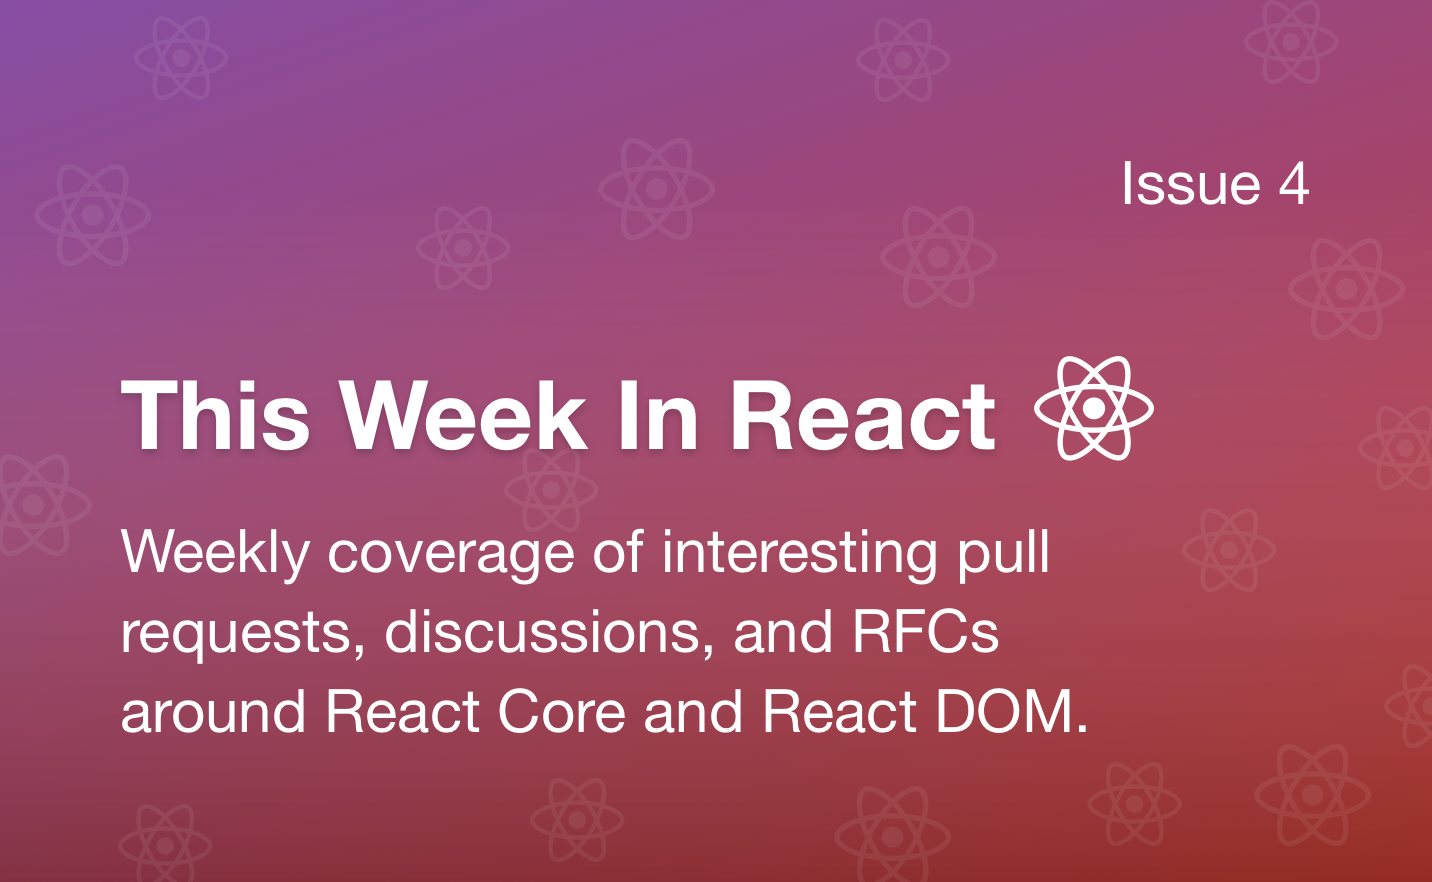 Issue 4
This Week In React
Weekly coverage of interesting pull
requests, discussions, and RFCs
around React Core and React DOM.